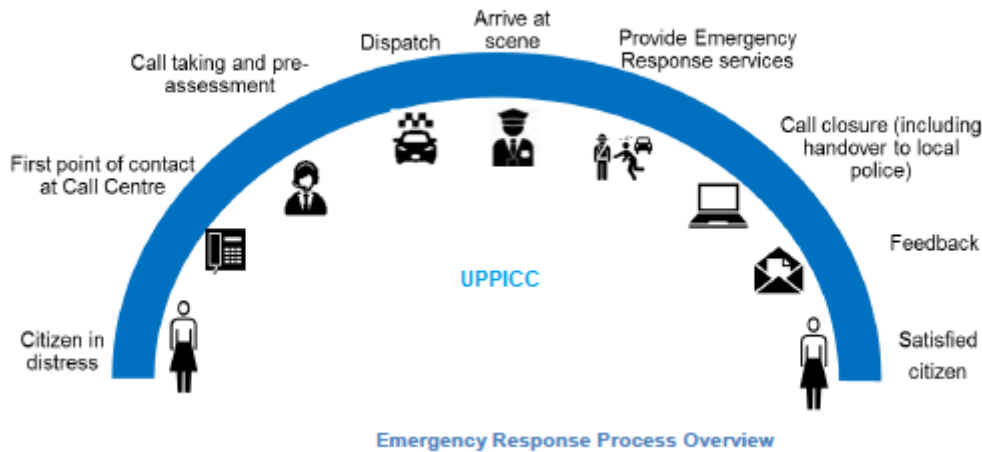 Citizen in
distress
First point of contact
at Call Centre
Call taking and pre-
assessment
Dispatch
Arrive at
scene
Provide Emergency
Response services
Call closure (including
handover to local
police)
Feedback
Satisfied
citizen
UPPICC
Emergency Response Process Overview